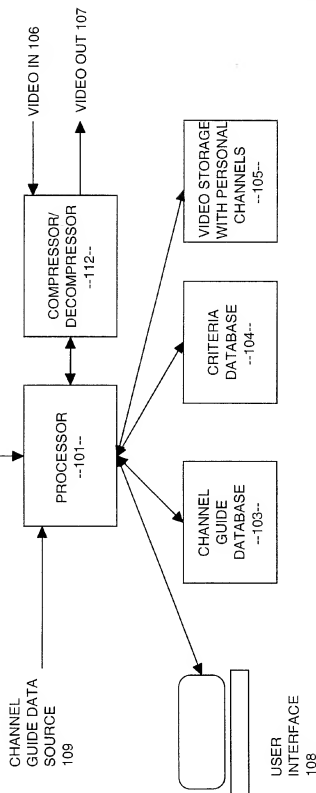 VIDEO IN 106
VIDEO OUT 107
COMPRESSOR/
DECOMPRESSOR
--112--
PROCESSOR
--101--
CHANNEL
GUIDE DATA
SOURCE
109
VIDEO STORAGE
WITH PERSONAL
CHANNELS
--105--
CRITERIA
DATABASE
--104--
CHANNEL
GUIDE
DATABASE
--103--
USER
INTERFACE
108